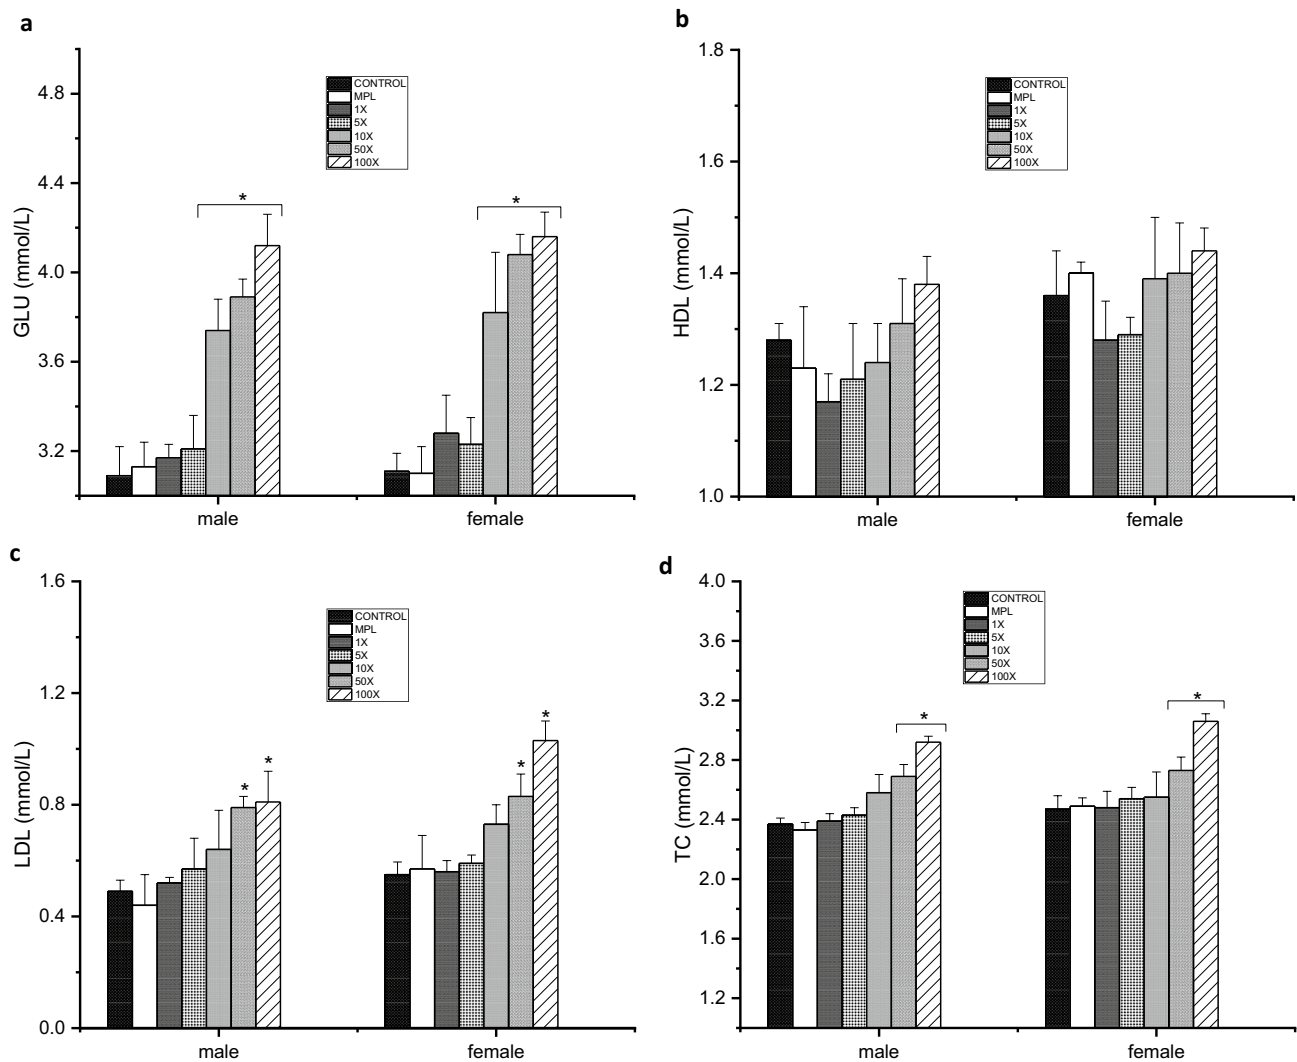 a
GLU (mmol/L)
4.8
4.4
4.0
3.6
3.2
CONTROL
MPL
1X
5X
10X
50X
100X
*
*
male
female
b
HDL (mmol/L)
1.8
1.6
1.4
1.2
1.0
CONTROL
MPL
1X
5X
10X
50X
100X
male
female
c
LDL (mmol/L)
1.6
1.2
0.8
0.4
0.0
CONTROL
MPL
1X
5X
10X
50X
100X
*
*
*
*
male
female
d
TC (mmol/L)
4.0
3.6
3.2
2.8
2.4
2.0
1.6
1.2
CONTROL
MPL
1X
5X
10X
50X
100X
*
*
male
female